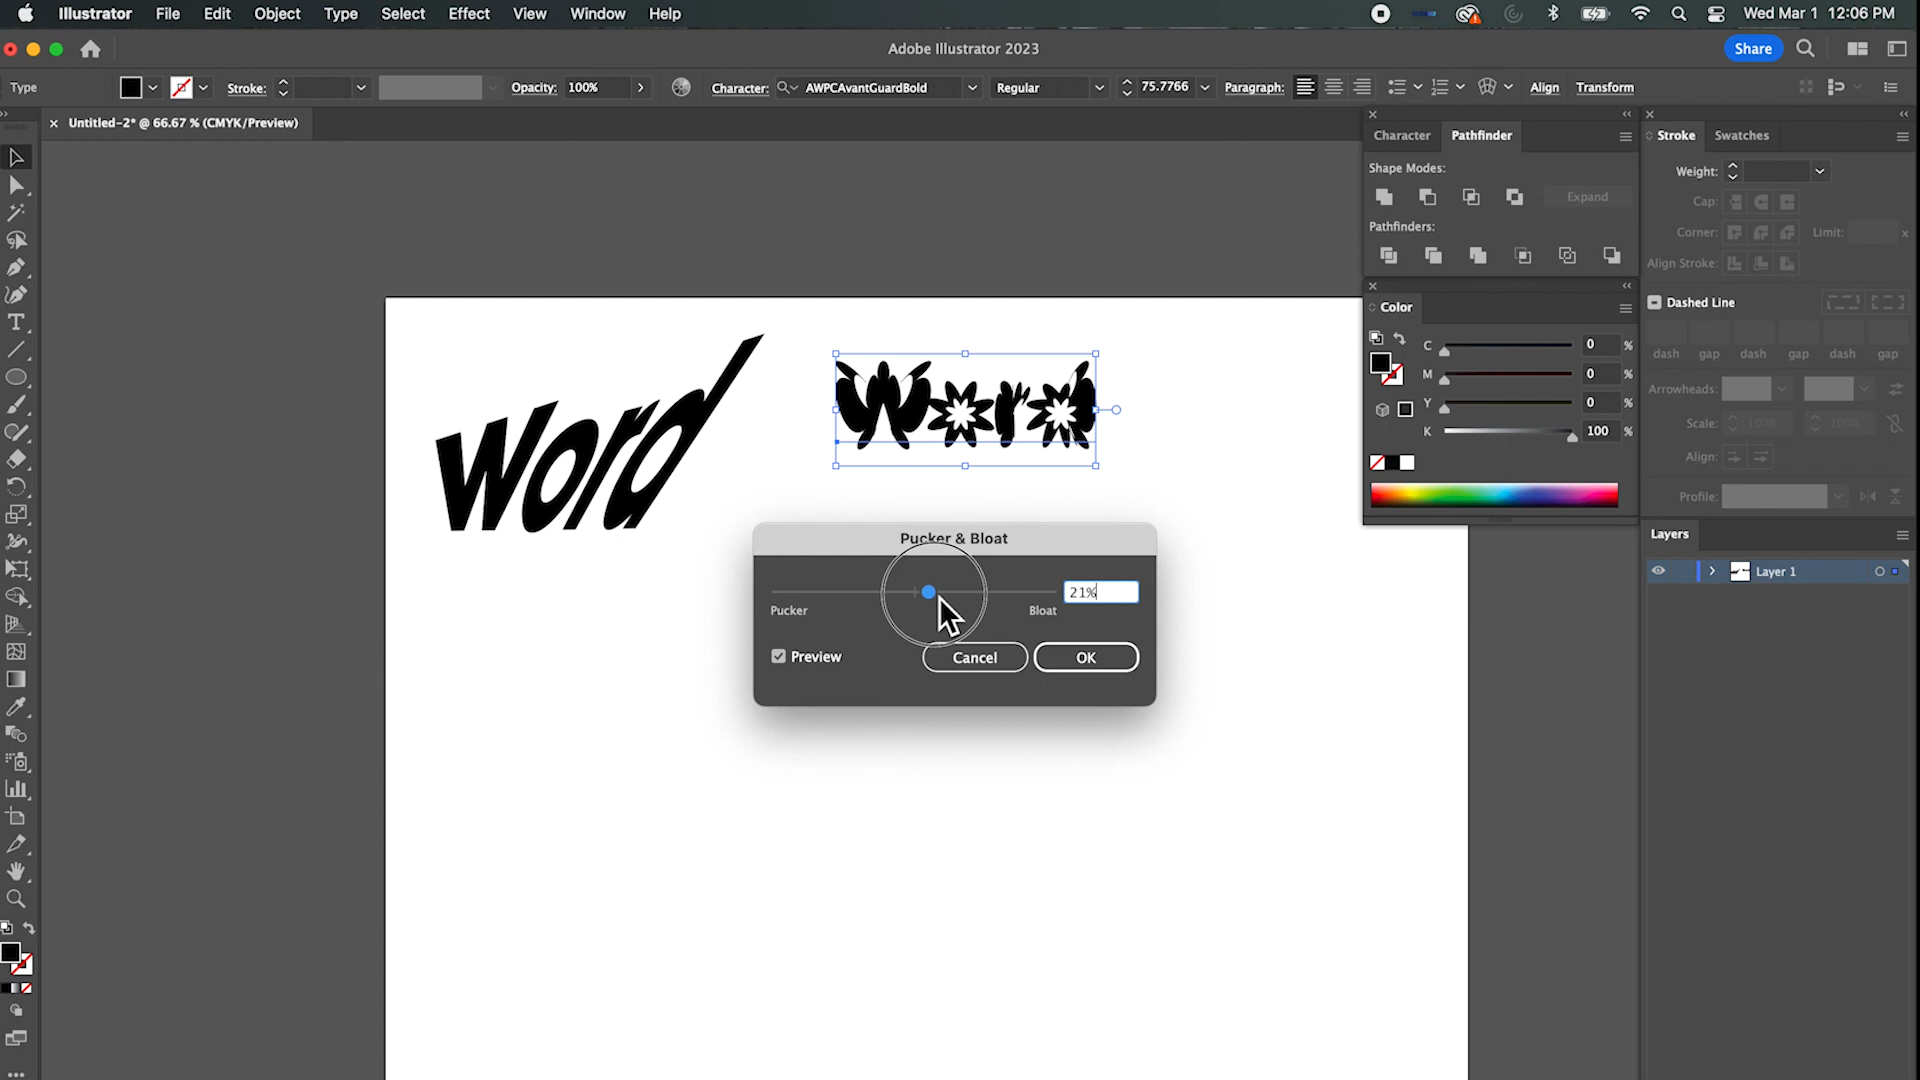 Illustrator File Edit Object Type Select Effect View Window Help Wed Mar 1 12:06 PM
Adobe Illustrator 2023 Share
Type Stroke: Opacity: 100% Character: AWPCAvantGuardBold Regular 75.7766 Paragraph: Align Transform
Untitled-2* @ 66.67 % (CMYK/Preview)
Character Pathfinder
Shape Modes:
Expand
Pathfinders:
Color
C 0 %
M 0 %
Y 0 %
K 100 %
Stroke Swatches
Weight:
Cap:
Corner: Limit: x
Align Stroke:
Dashed Line
dash gap dash gap dash gap
Arrowheads:
Scale: 100% 100%
Align:
Profile:
Layers
Layer 1
Word
Word
Pucker & Bloat
21%
Pucker Bloat
Preview Cancel OK